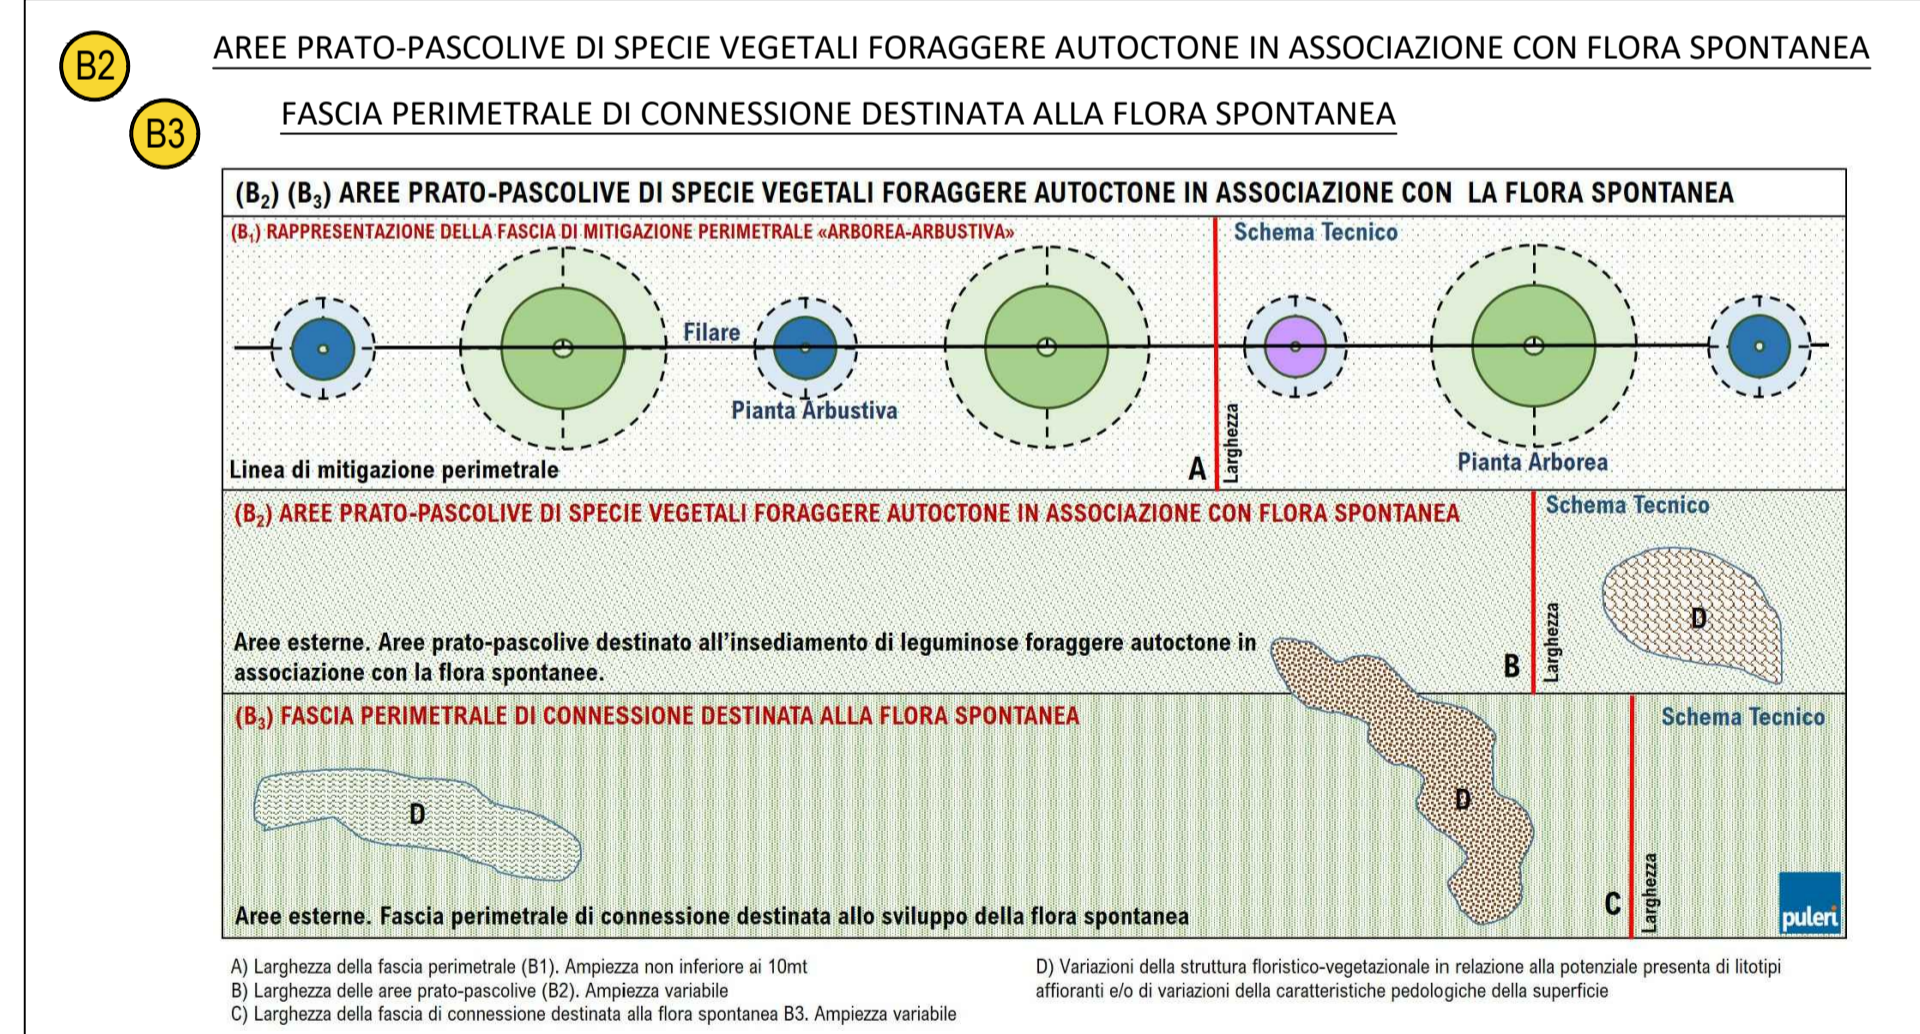 B2
AREE PRATO-PASCOLIVE DI SPECIE VEGETALI FORAGGERE AUTOCTONE IN ASSOCIAZIONE CON FLORA SPONTANEA
B3
FASCIA PERIMETRALE DI CONNESSIONE DESTINATA ALLA FLORA SPONTANEA
(B₂) (B₃) AREE PRATO-PASCOLIVE DI SPECIE VEGETALI FORAGGERE AUTOCTONE IN ASSOCIAZIONE CON LA FLORA SPONTANEA
(B₁) RAPPRESENTAZIONE DELLA FASCIA DI MITIGAZIONE PERIMETRALE «ARBOREA-ARBUSTIVA»
Schema Tecnico
Filare
Pianta Arbustiva
Linea di mitigazione perimetrale
A
Larghezza
Pianta Arborea
(B₂) AREE PRATO-PASCOLIVE DI SPECIE VEGETALI FORAGGERE AUTOCTONE IN ASSOCIAZIONE CON FLORA SPONTANEA
Schema Tecnico
D
Aree esterne. Aree prato-pascolive destinato all'insediamento di leguminose foraggere autoctone in
associazione con la flora spontanee.
B
Larghezza
(B₃) FASCIA PERIMETRALE DI CONNESSIONE DESTINATA ALLA FLORA SPONTANEA
Schema Tecnico
D
D
Aree esterne. Fascia perimetrale di connessione destinata allo sviluppo della flora spontanea
C
Larghezza
puleri
A) Larghezza della fascia perimetrale (B1). Ampiezza non inferiore ai 10mt
B) Larghezza delle aree prato-pascolive (B2). Ampiezza variabile
C) Larghezza della fascia di connessione destinata alla flora spontanea B3. Ampiezza variabile
D) Variazioni della struttura floristico-vegetazionale in relazione alla potenziale presenta di litotipi
affioranti e/o di variazioni della caratteristiche pedologiche della superficie